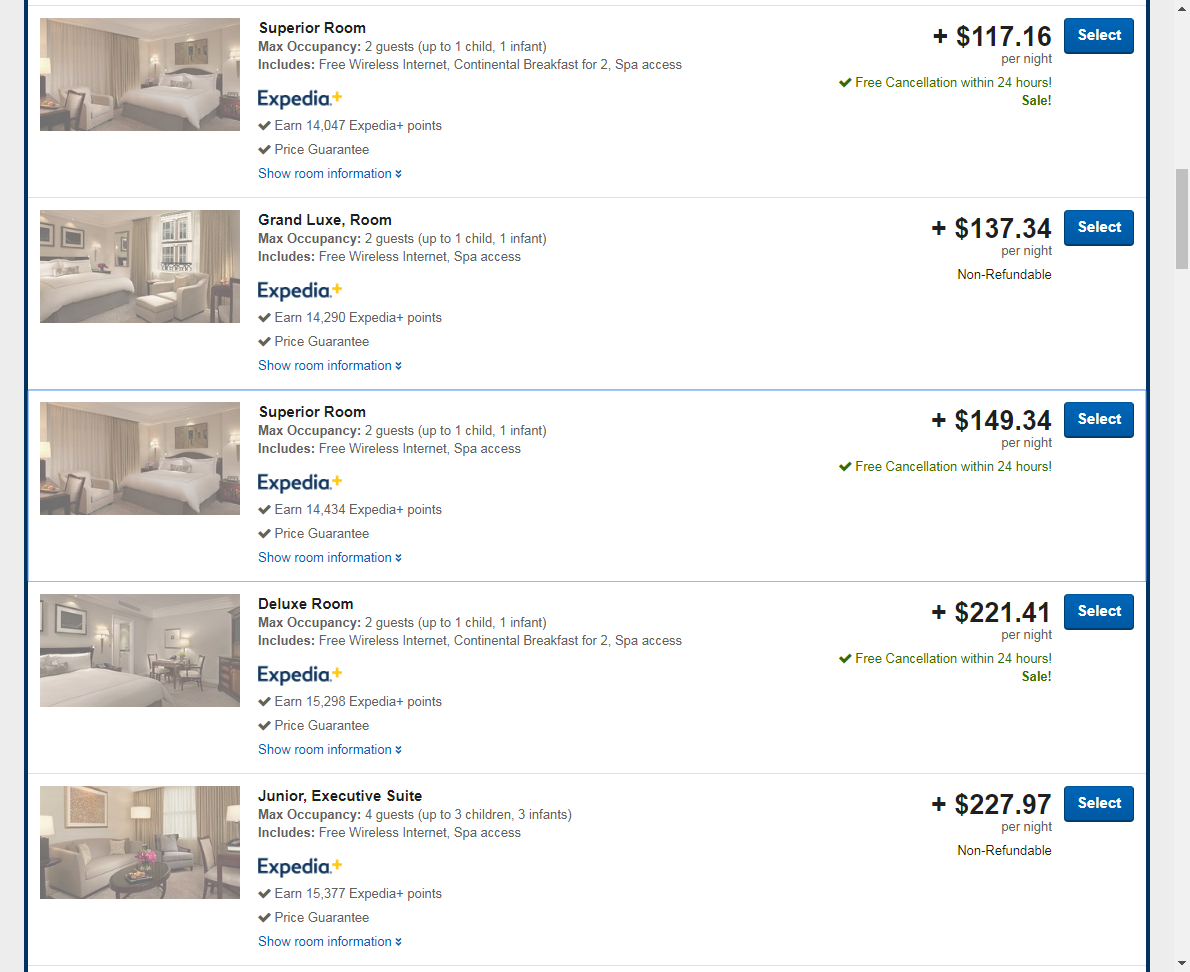 Superior Room
Max Occupancy: 2 guests (up to 1 child, 1 infant)
Includes: Free Wireless Internet, Continental Breakfast for 2, Spa access
Expedia.+
Earn 14,047 Expedia+ points
Price Guarantee
Show room information
+ $117.16
per night
Free Cancellation within 24 hours!
Sale!
Select
Grand Luxe, Room
Max Occupancy: 2 guests (up to 1 child, 1 infant)
Includes: Free Wireless Internet, Spa access
Expedia.+
Earn 14,290 Expedia+ points
Price Guarantee
Show room information
+ $137.34
per night
Non-Refundable
Select
Superior Room
Max Occupancy: 2 guests (up to 1 child, 1 infant)
Includes: Free Wireless Internet, Spa access
Expedia.+
Earn 14,434 Expedia+ points
Price Guarantee
Show room information
+ $149.34
per night
Free Cancellation within 24 hours!
Select
Deluxe Room
Max Occupancy: 2 guests (up to 1 child, 1 infant)
Includes: Free Wireless Internet, Continental Breakfast for 2, Spa access
Expedia.+
Earn 15,298 Expedia+ points
Price Guarantee
Show room information
+ $221.41
per night
Free Cancellation within 24 hours!
Sale!
Select
Junior, Executive Suite
Max Occupancy: 4 guests (up to 3 children, 3 infants)
Includes: Free Wireless Internet, Spa access
Expedia.+
Earn 15,377 Expedia+ points
Price Guarantee
Show room information
+ $227.97
per night
Non-Refundable
Select